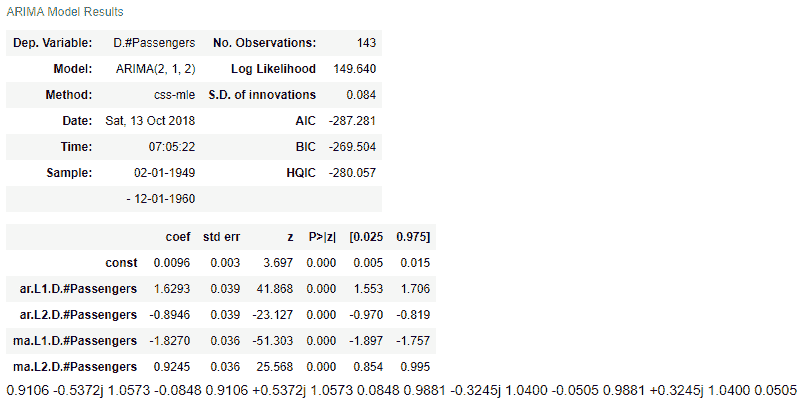 ARIMA Model Results
Dep. Variable: D.#Passengers No. Observations: 143
Model: ARIMA(2, 1, 2) Log Likelihood 149.640
Method: css-mle S.D. of innovations 0.084
Date: Sat, 13 Oct 2018 AIC -287.281
Time: 07:05:22 BIC -269.504
Sample: 02-01-1949 HQIC -280.057
- 12-01-1960
coef std err z P>|z| [0.025 0.975]
const 0.0096 0.003 3.697 0.000 0.005 0.015
ar.L1.D.#Passengers 1.6293 0.039 41.868 0.000 1.553 1.706
ar.L2.D.#Passengers -0.8946 0.039 -23.127 0.000 -0.970 -0.819
ma.L1.D.#Passengers -1.8270 0.036 -51.303 0.000 -1.897 -1.757
ma.L2.D.#Passengers 0.9245 0.036 25.568 0.000 0.854 0.995
0.9106 -0.5372j 1.0573 -0.0848 0.9106 +0.5372j 1.0573 0.0848 0.9881 -0.3245j 1.0400 -0.0505 0.9881 +0.3245j 1.0400 0.0505